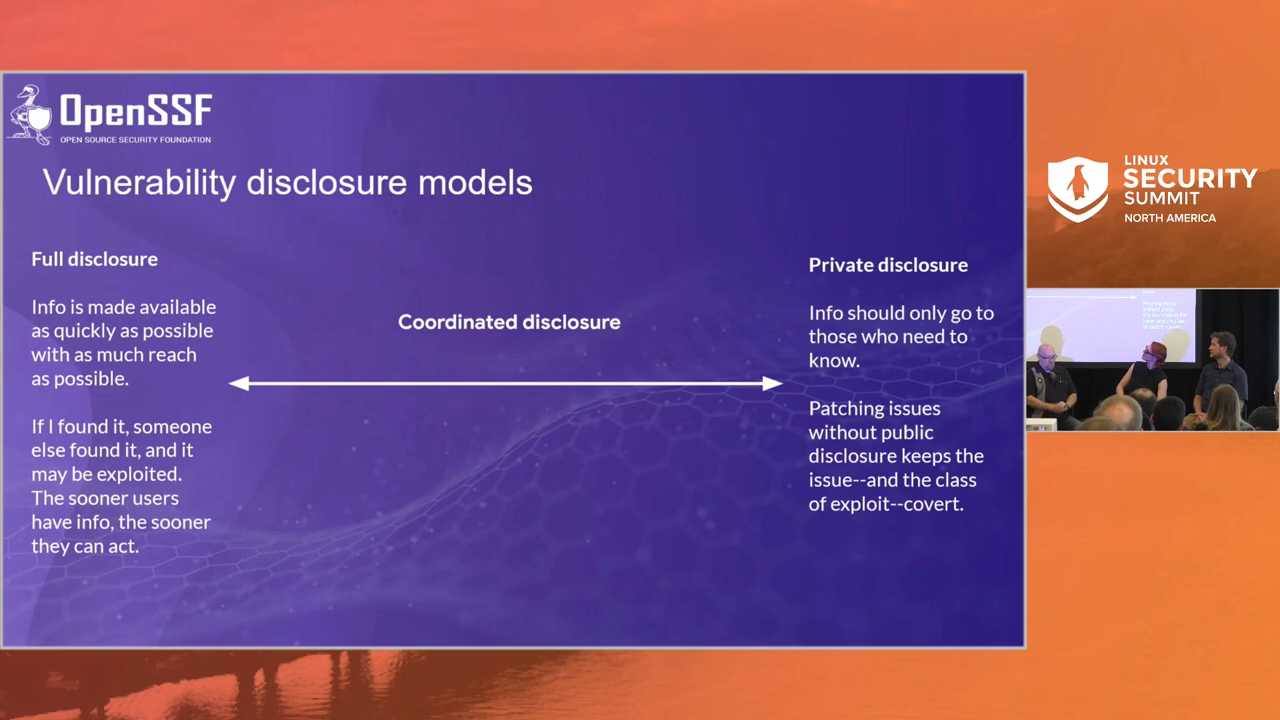 OpenSSF
OPEN SOURCE SECURITY FOUNDATION
Vulnerability disclosure models
Full disclosure
Info is made available
as quickly as possible
with as much reach
as possible.
If I found it, someone
else found it, and it
may be exploited.
The sooner users
have info, the sooner
they can act.
Coordinated disclosure
Private disclosure
Info should only go to
those who need to
know.
Patching issues
without public
disclosure keeps the
issue--and the class
of exploit--covert.
LINUX
SECURITY
SUMMIT
NORTH AMERICA